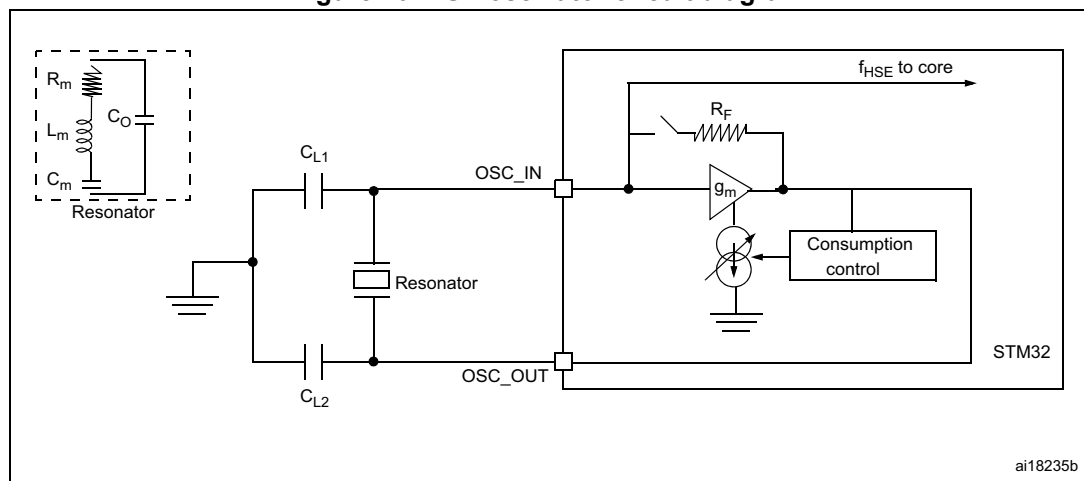 fHSE to core
Rm
RF
Lm
CO
CL1
OSC_IN
Cm
gm
Resonator
Consumption
control
Resonator
STM32
OSC_OUT
CL2
ai18235b